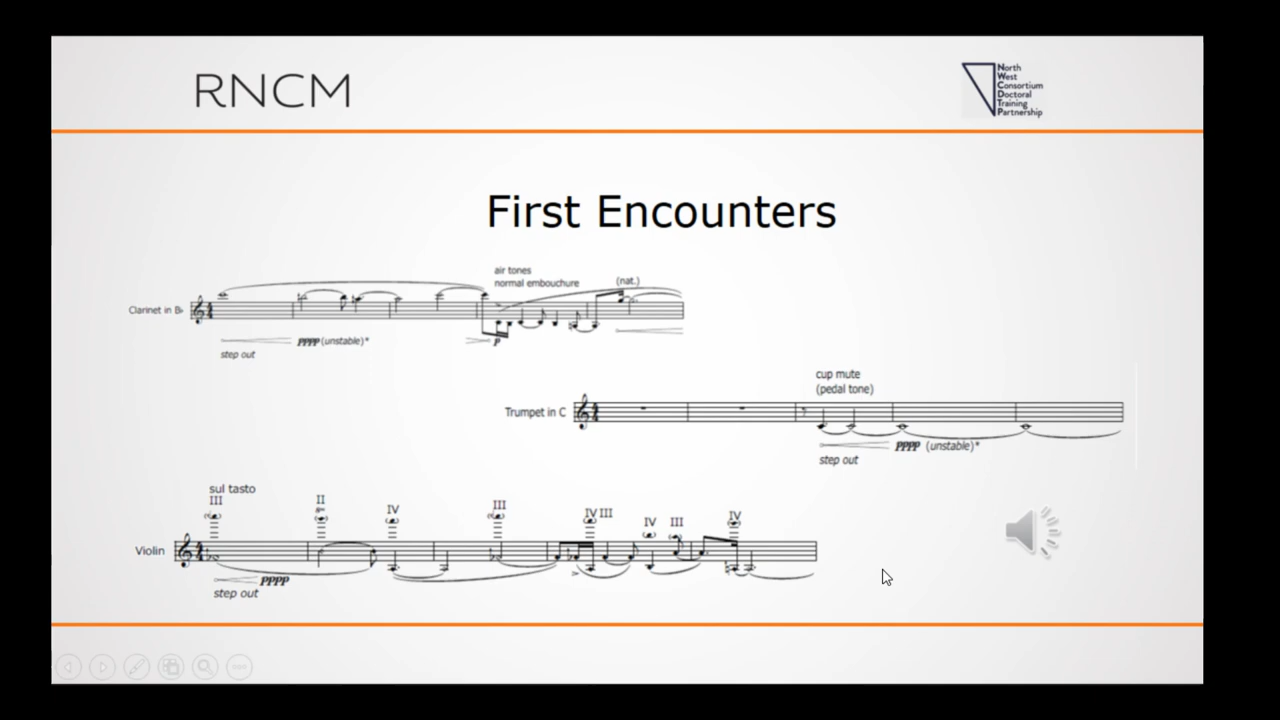 RNCM
North
West
Consortium
Doctoral
Training
Partnership
First Encounters
air tones
normal embouchure
(nat.)
Clarinet in B♭
pppp (unstable)*
p
step out
cup mute
(pedal tone)
Trumpet in C
pppp (unstable)*
step out
sul tasto
III II IV III IV III IV III IV
Violin
pppp
step out